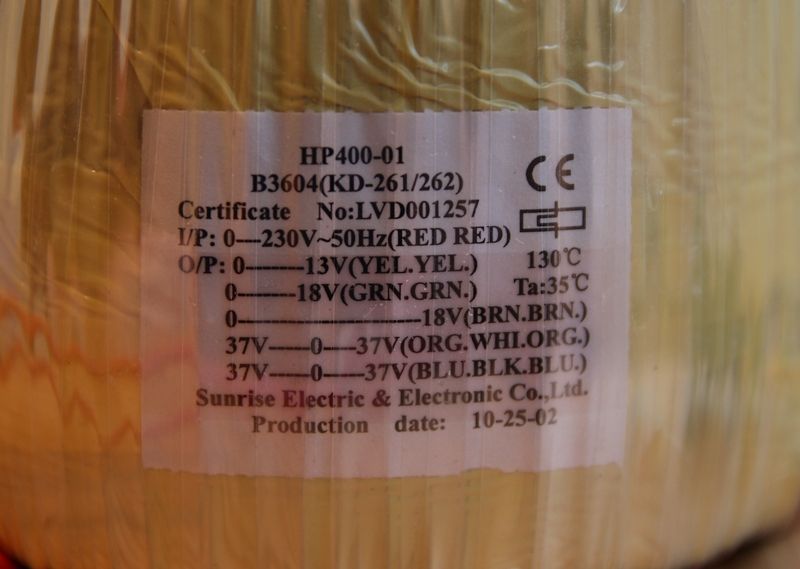 HP400-01
B3604(KD-261/262)
CE
Certificate No:LVD001257
I/P: 0---230V~50Hz(RED RED)
O/P: 0--------13V(YEL.YEL.) 130℃
0--------18V(GRN.GRN.) Ta:35℃
0------------------------18V(BRN.BRN.)
37V-----0----37V(ORG.WHI.ORG.)
37V-----0-----37V(BLU.BLK.BLU.)
Sunrise Electric & Electronic Co.,Ltd.
Production date: 10-25-02